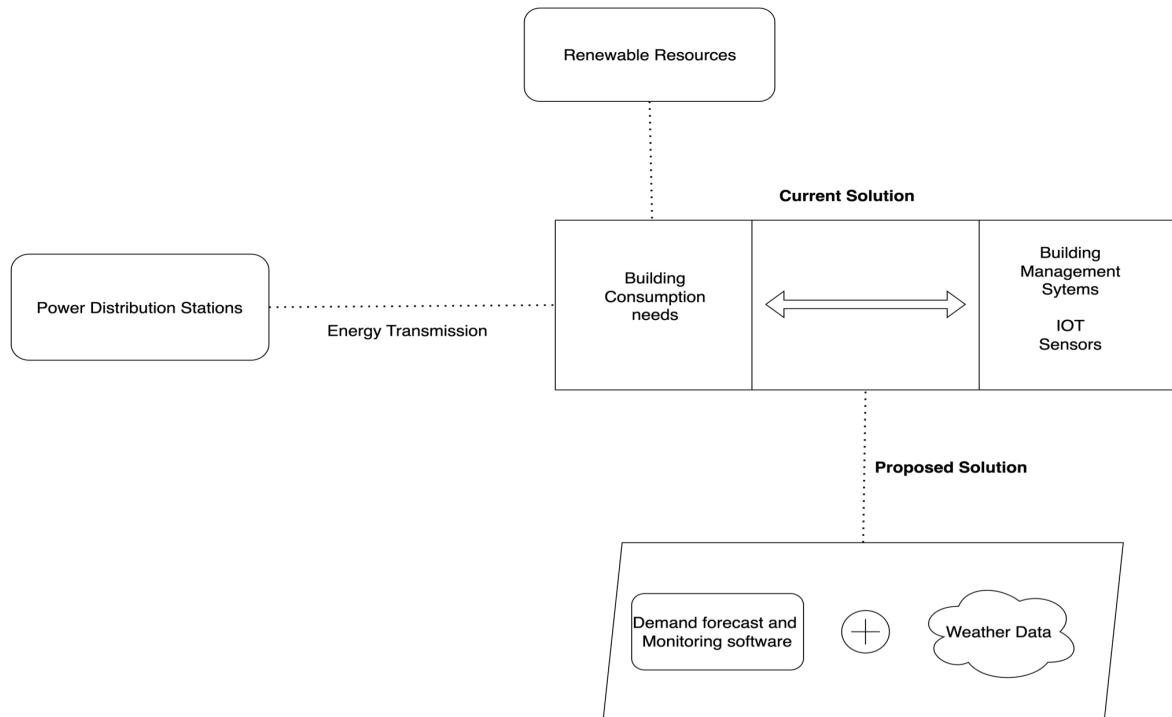 Renewable Resources
Current Solution
Power Distribution Stations
Energy Transmission
Building
Consumption
needs
Building
Management
Sytems
IOT
Sensors
Proposed Solution
Demand forecast and
Monitoring software
Weather Data